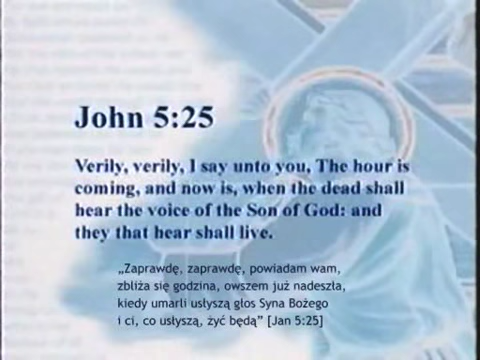 John 5:25
Verily, verily, I say unto you, The hour is
coming, and now is, when the dead shall
hear the voice of the Son of God: and
they that hear shall live.
„Zaprawdę, zaprawdę, powiadam wam,
zbliża się godzina, owszem już nadeszła,
kiedy umarli usłyszą głos Syna Bożego
i ci, co usłyszą, żyć będą” [Jan 5:25]